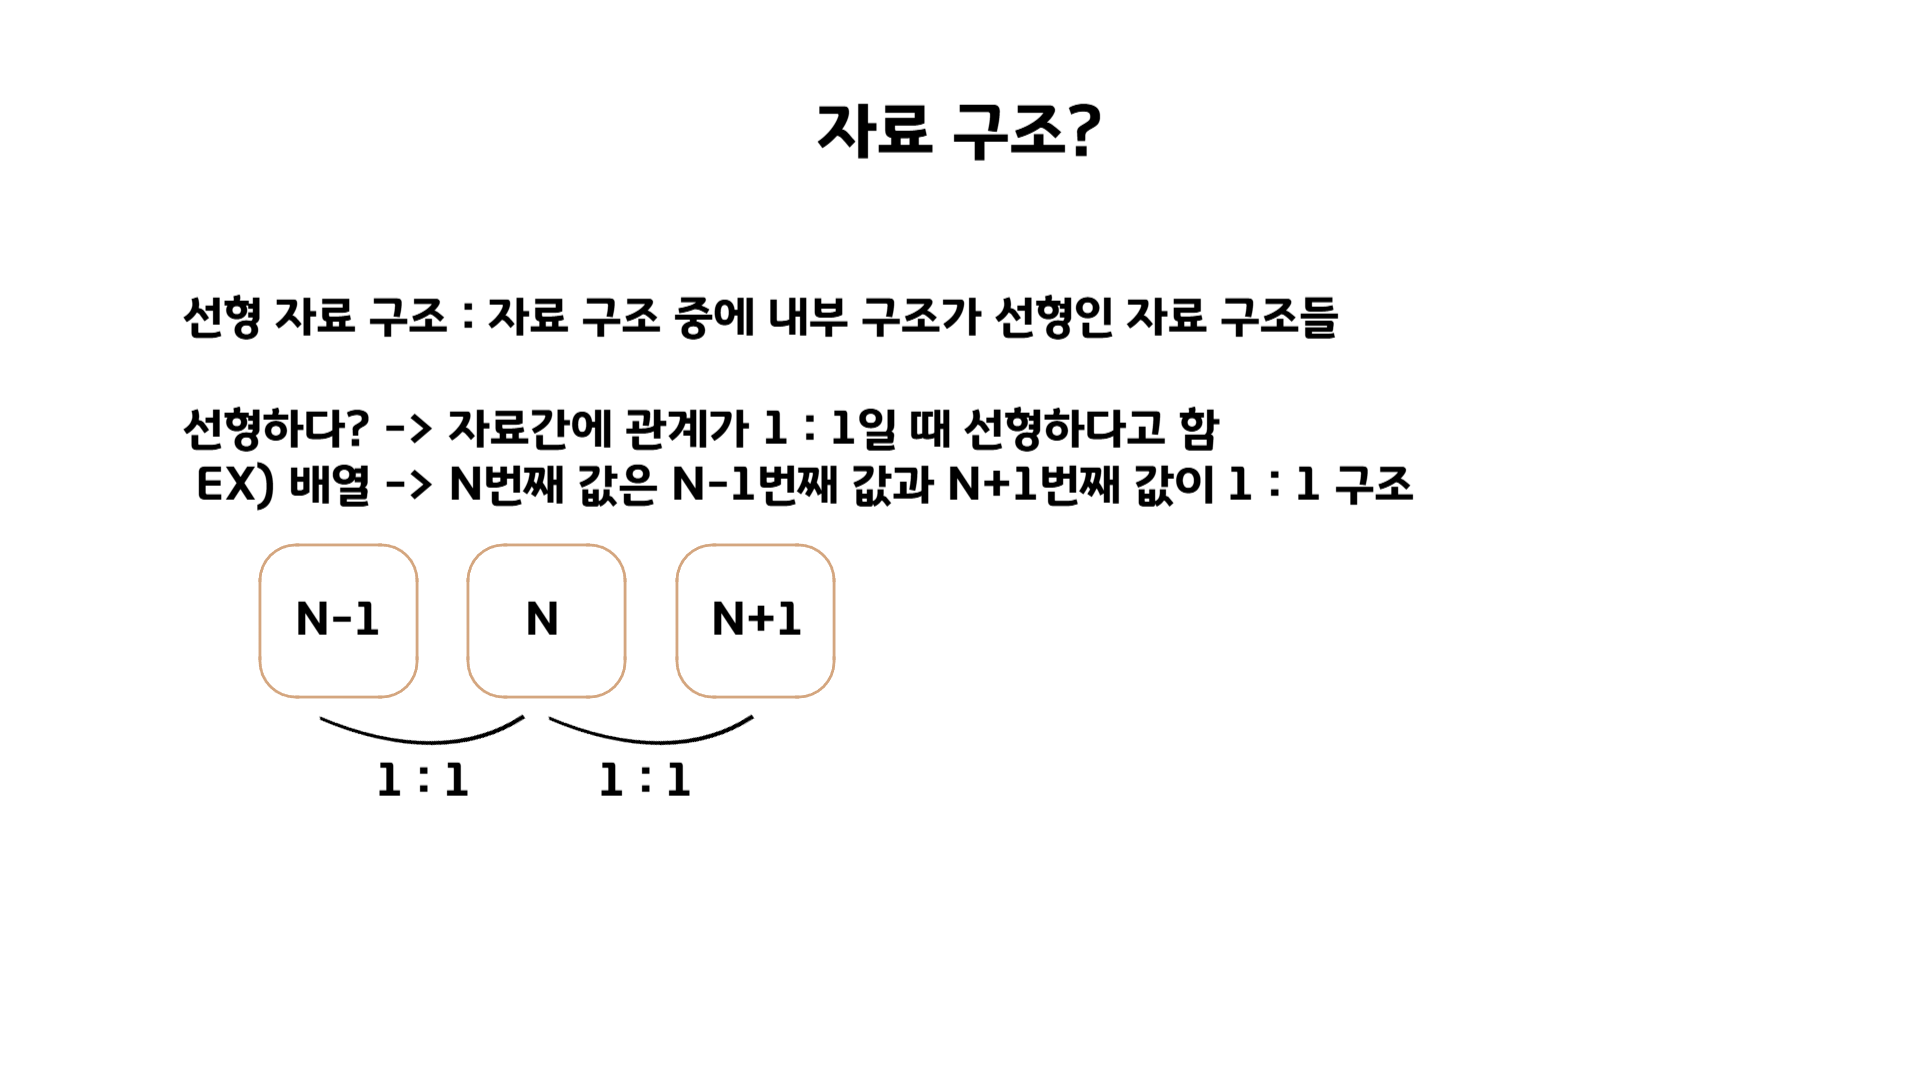 자료 구조?
선형 자료 구조 : 자료 구조 중에 내부 구조가 선형인 자료 구조들
선형하다? -> 자료간에 관계가 1 : 1일 때 선형하다고 함
EX) 배열 -> N번째 값은 N-1번째 값과 N+1번째 값이 1 : 1 구조
N-1 N N+1
1 : 1 1 : 1